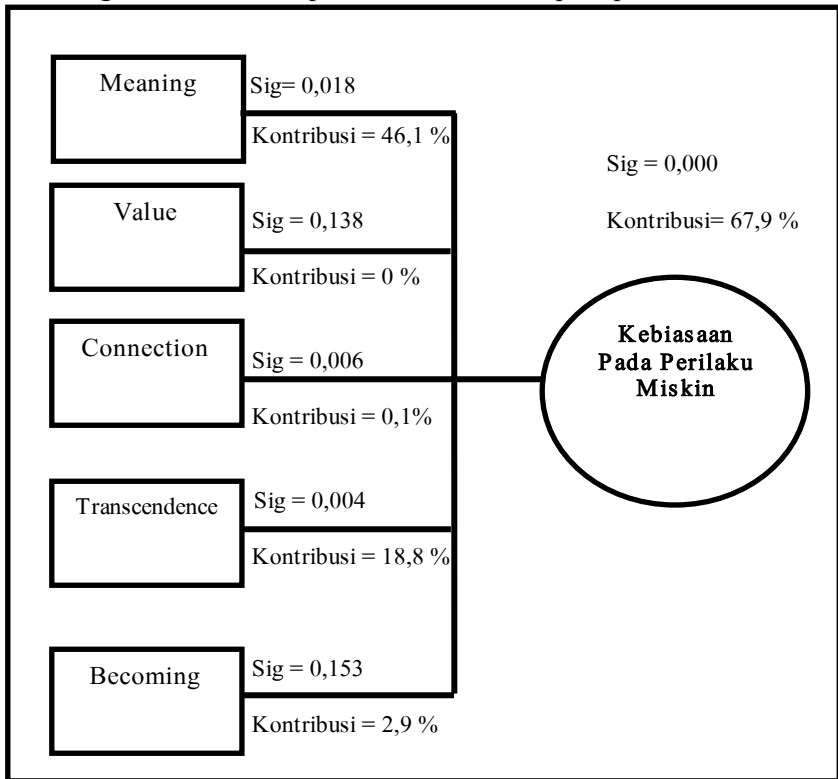 Meaning
Sig= 0,018
Kontribusi = 46,1 %
Value
Sig = 0,138
Kontribusi = 0 %
Connection
Sig = 0,006
Kontribusi = 0,1%
Transcendence
Sig = 0,004
Kontribusi = 18,8 %
Becoming
Sig = 0,153
Kontribusi = 2,9 %
Sig = 0,000
Kontribusi= 67,9 %
Kebiasaan
Pada Perilaku
Miskin